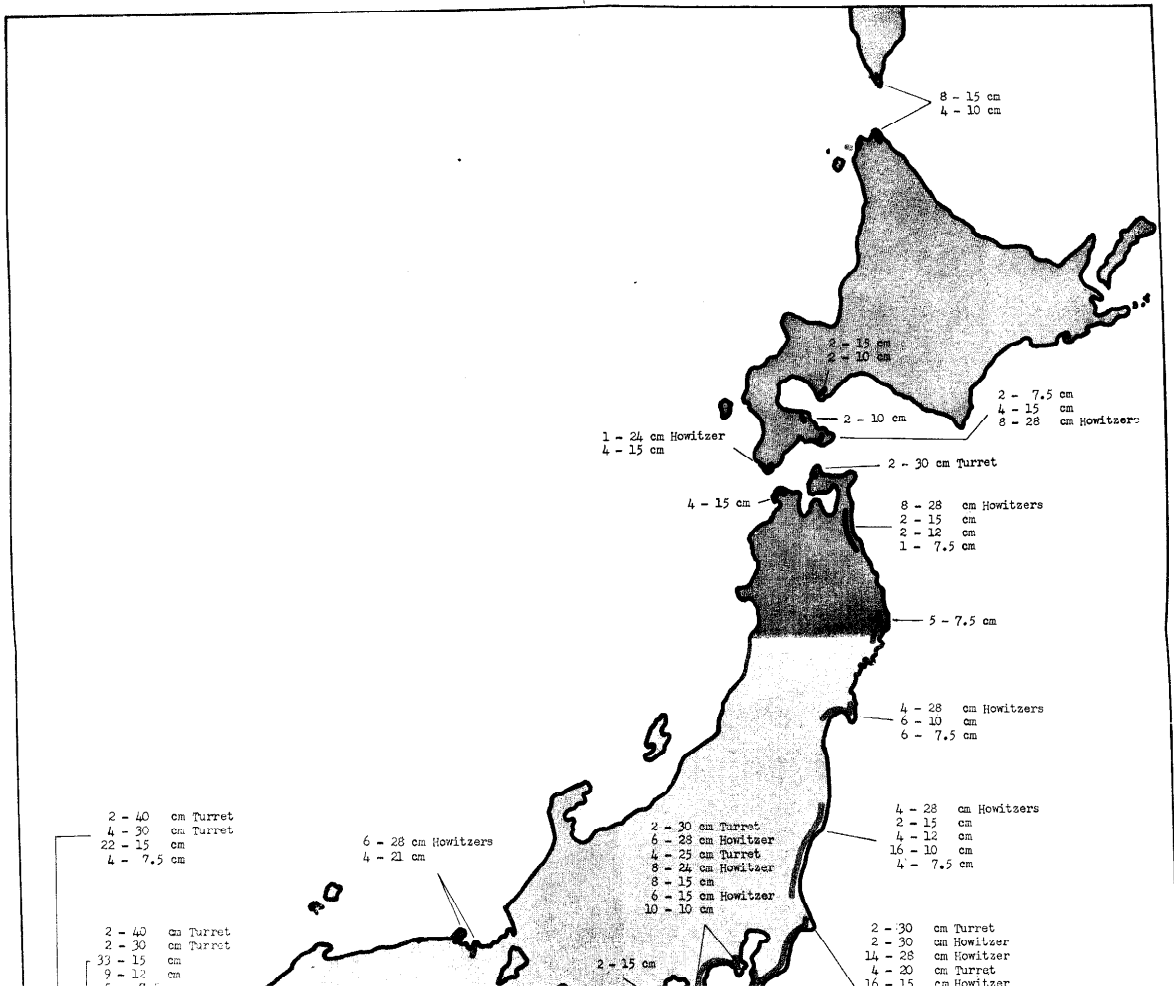 8 - 15 cm
4 - 10 cm
2 - 15 cm
2 - 10 cm
2 - 7.5 cm
4 - 15 cm
8 - 28 cm Howitzers
2 - 10 cm
1 - 24 cm Howitzer
4 - 15 cm
2 - 30 cm Turret
4 - 15 cm
8 - 28 cm Howitzers
2 - 15 cm
2 - 12 cm
1 - 7.5 cm
5 - 7.5 cm
4 - 28 cm Howitzers
6 - 10 cm
6 - 7.5 cm
2 - 40 cm Turret
4 - 30 cm Turret
22 - 15 cm
4 - 7.5 cm
6 - 28 cm Howitzers
4 - 21 cm
2 - 30 cm Turret
6 - 28 cm Howitzer
4 - 25 cm Turret
8 - 24 cm Howitzer
8 - 15 cm
6 - 15 cm Howitzer
10 - 10 cm
4 - 28 cm Howitzers
2 - 15 cm
4 - 12 cm
16 - 10 cm
4 - 7.5 cm
2 - 40 cm Turret
2 - 30 cm Turret
33 - 15 cm
9 - 12 cm
2 - 15 cm
2 - 30 cm Turret
2 - 30 cm Howitzer
14 - 28 cm Howitzer
4 - 20 cm Turret
16 - 15 cm Howitzer